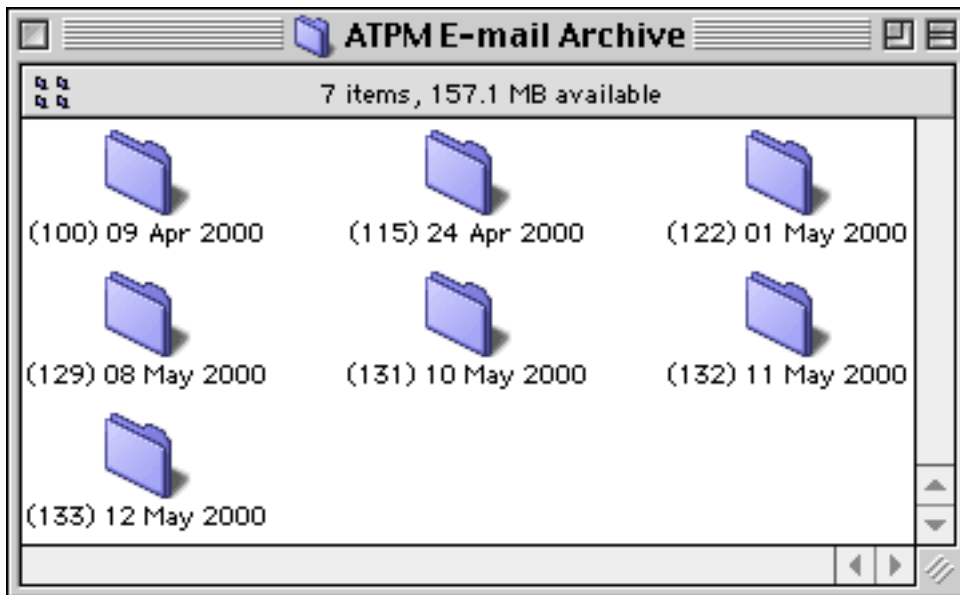 ATPM E-mail Archive
7 items, 157.1 MB available
(100) 09 Apr 2000 (115) 24 Apr 2000 (122) 01 May 2000
(129) 08 May 2000 (131) 10 May 2000 (132) 11 May 2000
(133) 12 May 2000